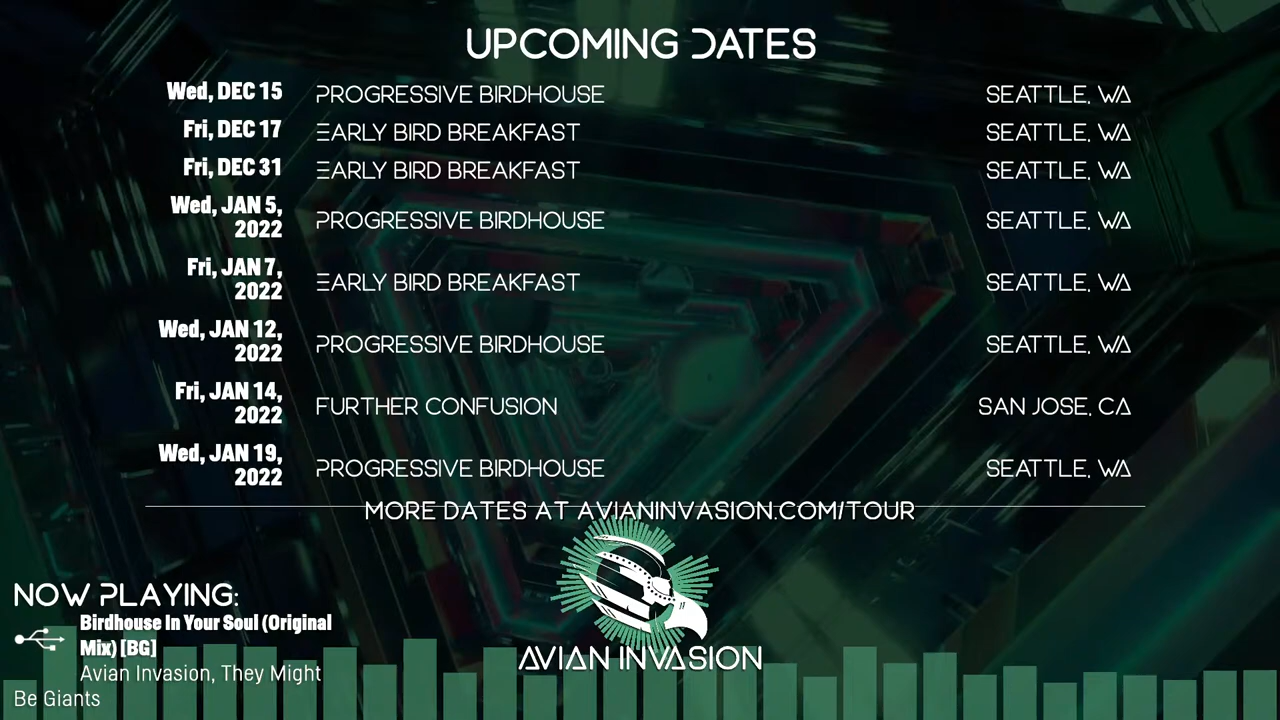 UPCOMING DATES
Wed, DEC 15 PROGRESSIVE BIRDHOUSE SEATTLE, WA
Fri, DEC 17 EARLY BIRD BREAKFAST SEATTLE, WA
Fri, DEC 31 EARLY BIRD BREAKFAST SEATTLE, WA
Wed, JAN 5,
2022 PROGRESSIVE BIRDHOUSE SEATTLE, WA
Fri, JAN 7,
2022 EARLY BIRD BREAKFAST SEATTLE, WA
Wed, JAN 12,
2022 PROGRESSIVE BIRDHOUSE SEATTLE, WA
Fri, JAN 14,
2022 FURTHER CONFUSION SAN JOSE, CA
Wed, JAN 19,
2022 PROGRESSIVE BIRDHOUSE SEATTLE, WA
MORE DATES AT AVIANINVASION.COM/TOUR
NOW PLAYING:
Birdhouse In Your Soul (Original
Mix) [BG]
Avian Invasion, They Might
Be Giants
AVIAN INVASION